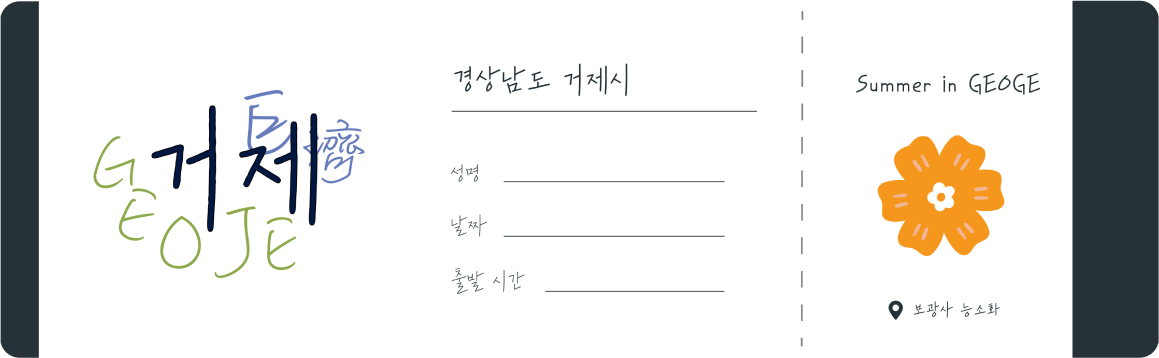 거제
巨濟
GEOJE
경상남도 거제시
성명
날짜
출발 시간
Summer in GEOGE
보광사 능소화